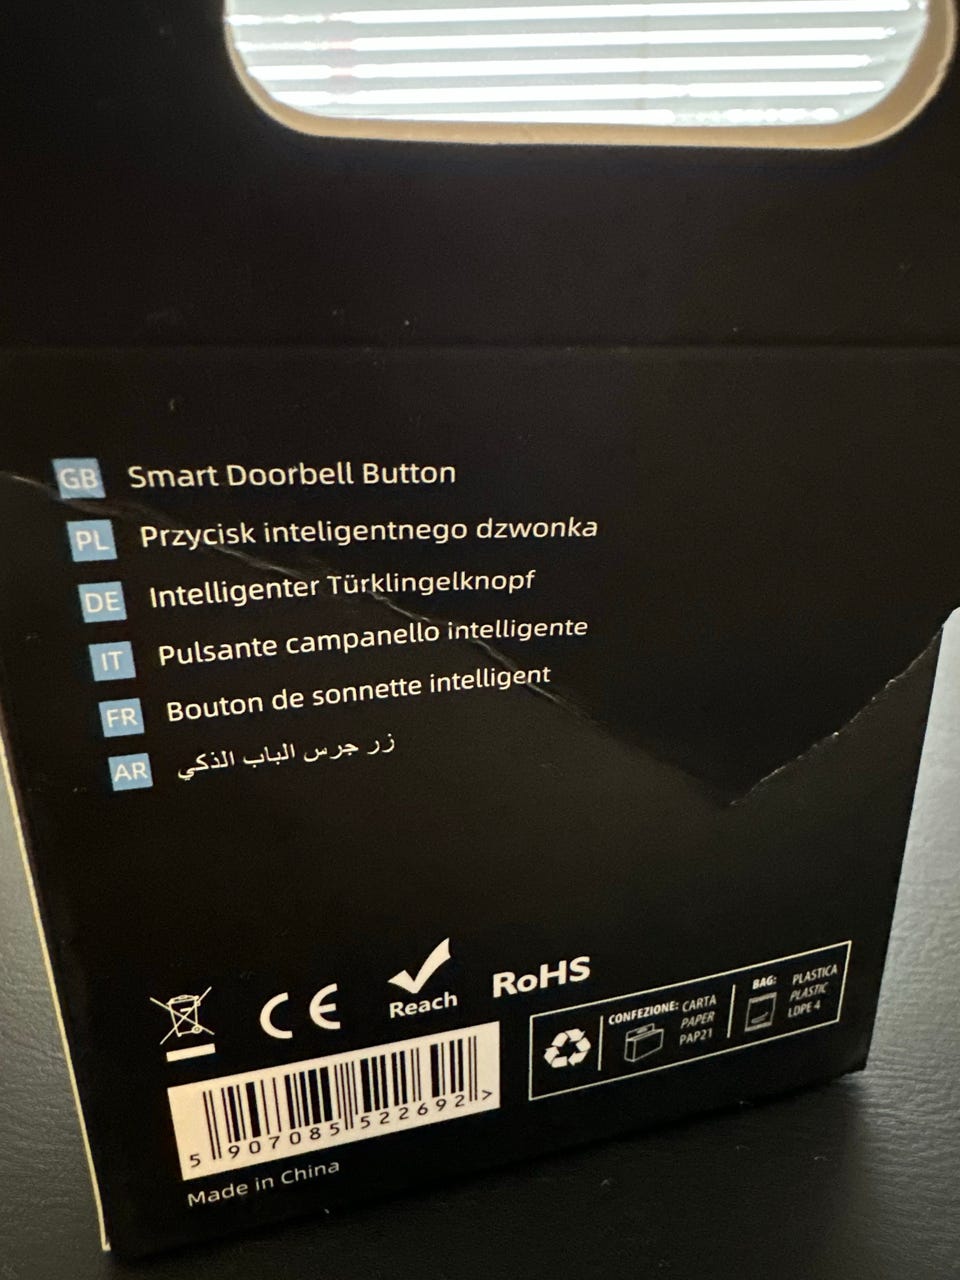 GB Smart Doorbell Button
PL Przycisk inteligentnego dzwonka
DE Intelligenter Türklingelknopf
IT Pulsante campanello intelligente
FR Bouton de sonnette intelligent
AR زر جرس الباب الذكي
CE
Reach
RoHS
CONFEZIONE: CARTA
PAPER
PAP21
BAG: PLASTICA
PLASTIC
LDPE 4
5 907085 522692 >
Made in China